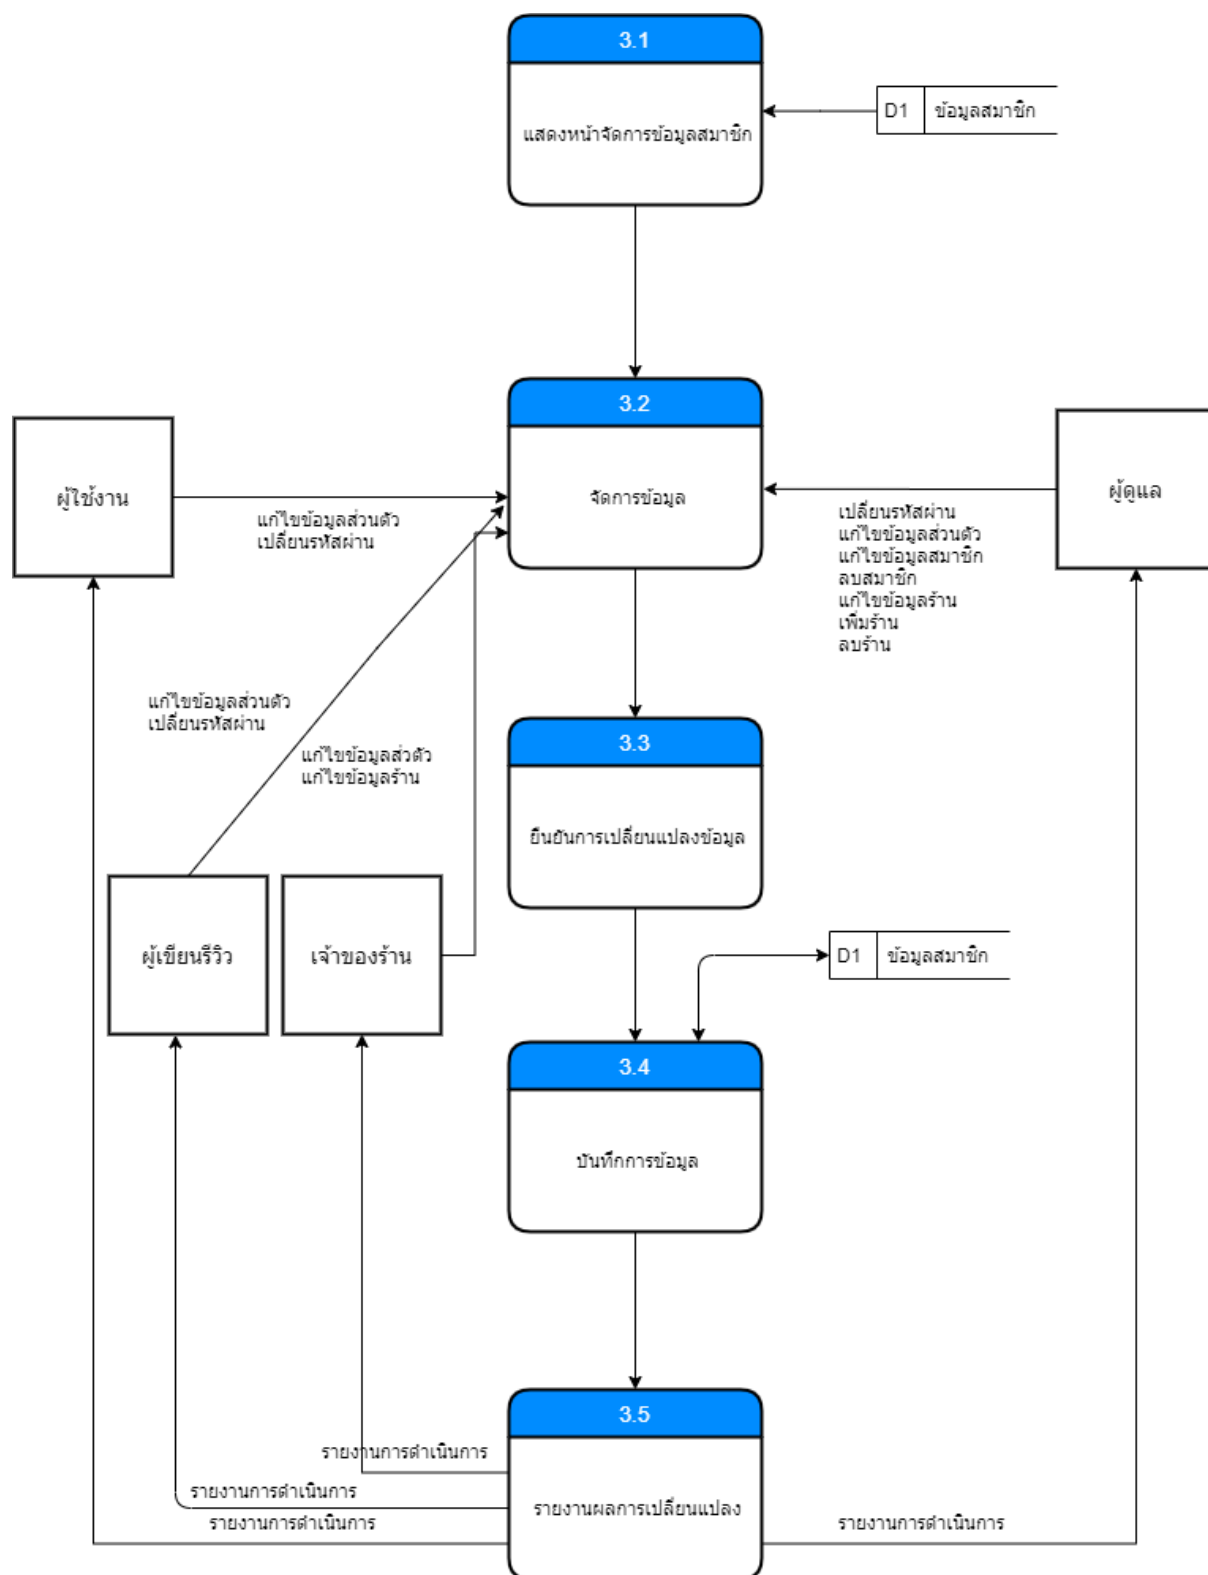 3.1
แสดงหน้าจัดการข้อมูลสมาชิก
D1
ข้อมูลสมาชิก
3.2
จัดการข้อมูล
ผู้ใช้งาน
แก้ไขข้อมูลส่วนตัว
เปลี่ยนรหัสผ่าน
ผู้ดูแล
เปลี่ยนรหัสผ่าน
แก้ไขข้อมูลส่วนตัว
แก้ไขข้อมูลสมาชิก
ลบสมาชิก
แก้ไขข้อมูลร้าน
เพิ่มร้าน
ลบร้าน
แก้ไขข้อมูลส่วนตัว
เปลี่ยนรหัสผ่าน
แก้ไขข้อมูลส่วตัว
แก้ไขข้อมูลร้าน
3.3
ยืนยันการเปลี่ยนแปลงข้อมูล
ผู้เขียนรีวิว
เจ้าของร้าน
D1
ข้อมูลสมาชิก
3.4
บันทึกการข้อมูล
3.5
รายงานผลการเปลี่ยนแปลง
รายงานการดำเนินการ
รายงานการดำเนินการ
รายงานการดำเนินการ
รายงานการดำเนินการ